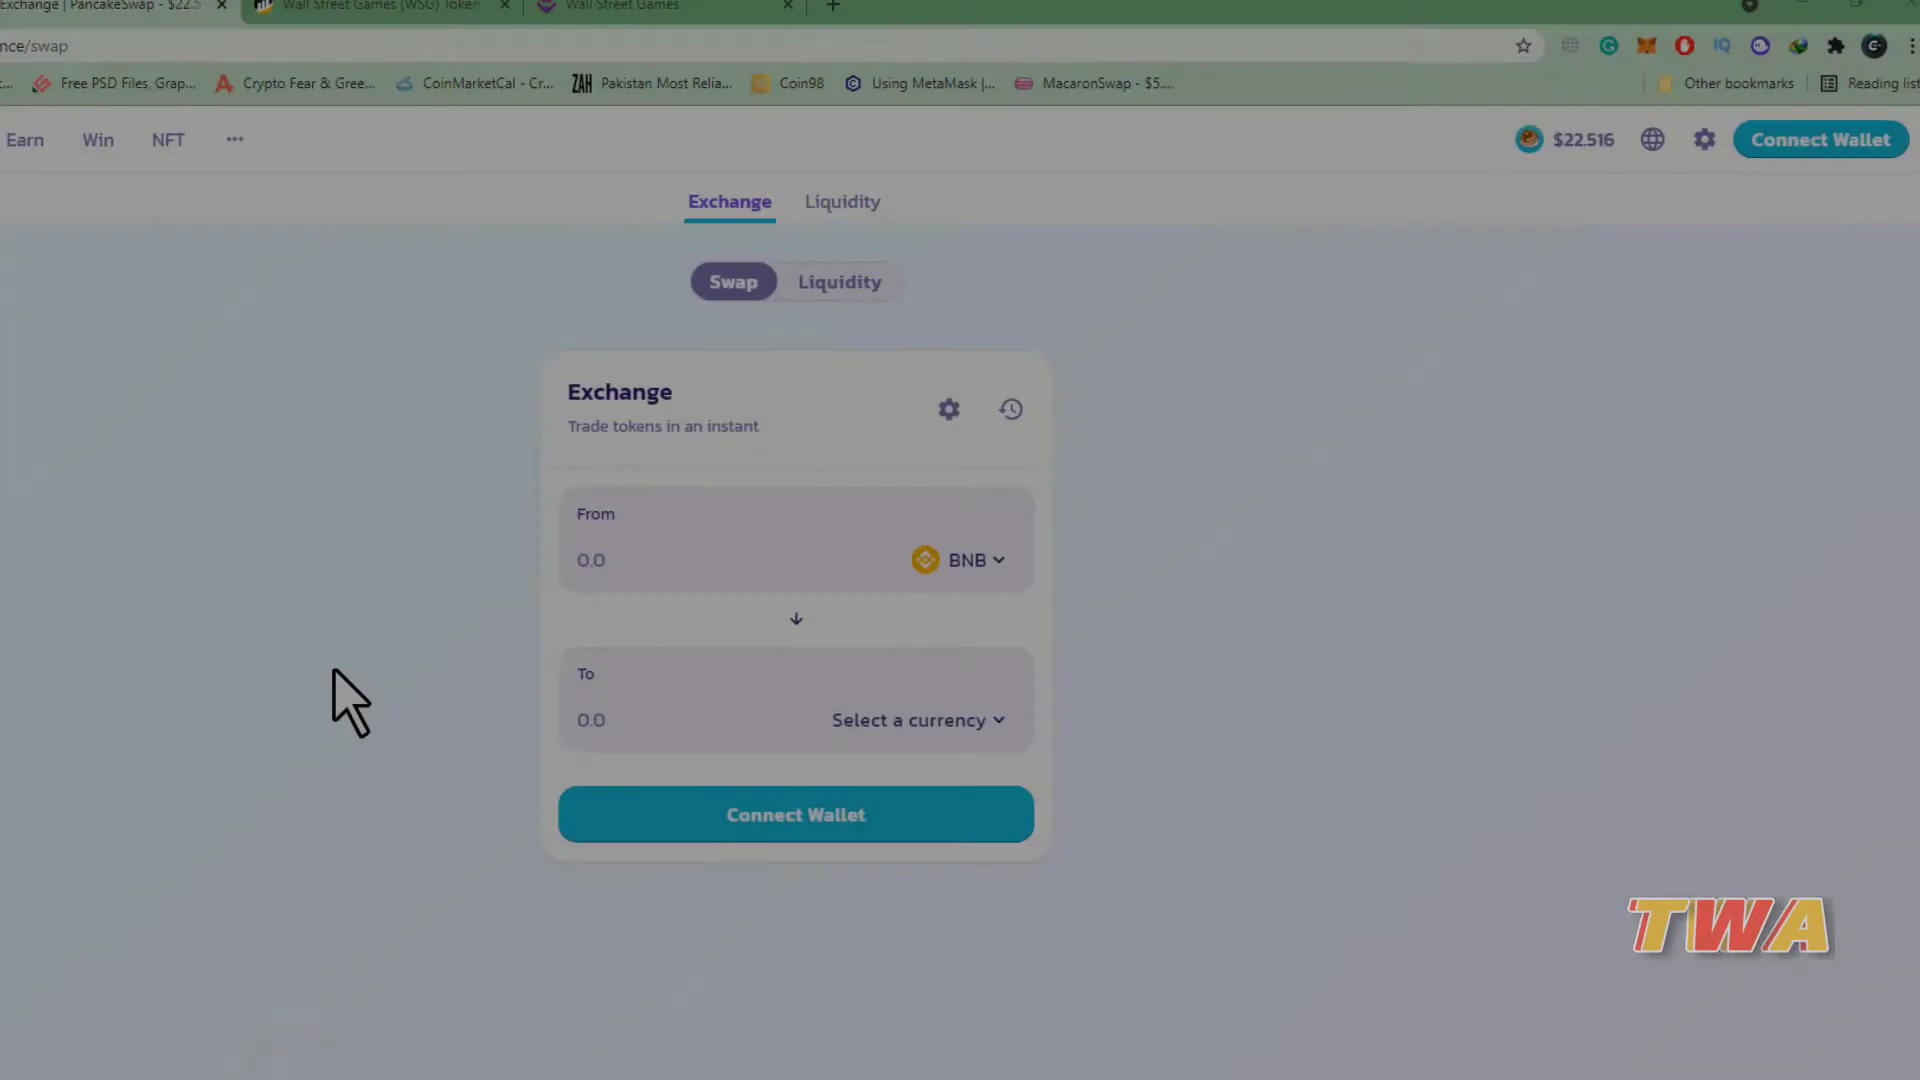 Exchange | PancakeSwap - $22.5
Wall Street Games (WSG) Token
Wall Street Games
nce/swap
Free PSD Files, Grap...
Crypto Fear & Gree...
CoinMarketCal - Cr...
ZAH Pakistan Most Relia...
Coin98
Using MetaMask |...
MacaronSwap - $5....
Other bookmarks
Reading list
Earn
Win
NFT
$22.516
Connect Wallet
Exchange
Liquidity
Swap
Liquidity
Exchange
Trade tokens in an instant
From
0.0
BNB
To
0.0
Select a currency
Connect Wallet
TWA